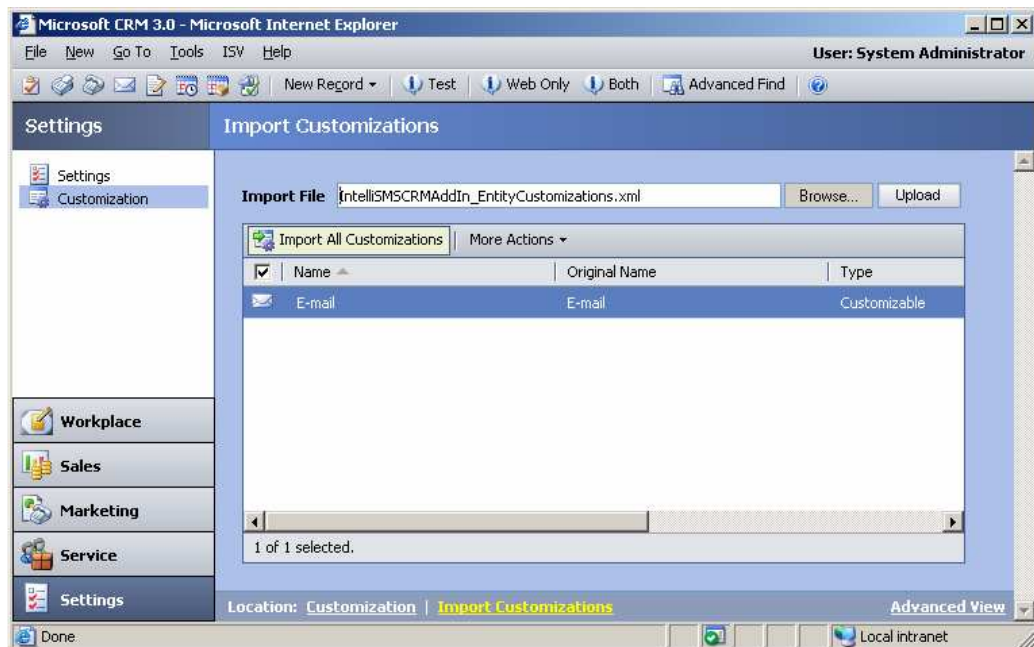 Microsoft CRM 3.0 - Microsoft Internet Explorer
File New Go To Tools ISV Help User: System Administrator
New Record Test Web Only Both Advanced Find
Settings Import Customizations
Settings
Customization
Import File IntelliSMSCRMAddIn_EntityCustomizations.xml Browse... Upload
Import All Customizations More Actions
Name Original Name Type
E-mail E-mail Customizable
Workplace
Sales
Marketing
Service
1 of 1 selected.
Settings
Location: Customization | Import Customizations Advanced View
Done Local intranet